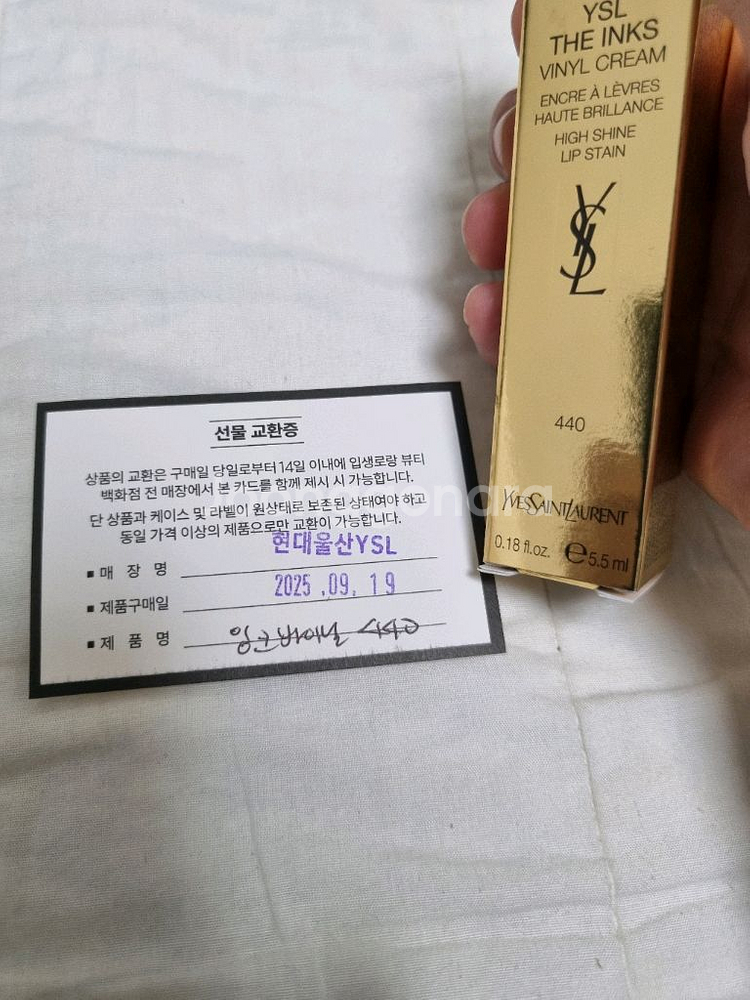 YSL
THE INKS
VINYL CREAM
ENCRE À LÈVRES
HAUTE BRILLANCE
HIGH SHINE
LIP STAIN
YSL
440
YVES SAINT LAURENT
0.18 fl.oz. e 5.5 ml
선물 교환증
상품의 교환은 구매일 당일로부터 14일 이내에 입생로랑 뷰티
백화점 전 매장에서 본 카드를 함께 제시 시 가능합니다.
단 상품과 케이스 및 라벨이 원상태로 보존된 상태여야 하고
동일 가격 이상의 제품으로만 교환이 가능합니다.
■ 매 장 명 현대울산YSL
■ 제품구매일 2025 .09. 19
■ 제 품 명 잉크바이닐 440